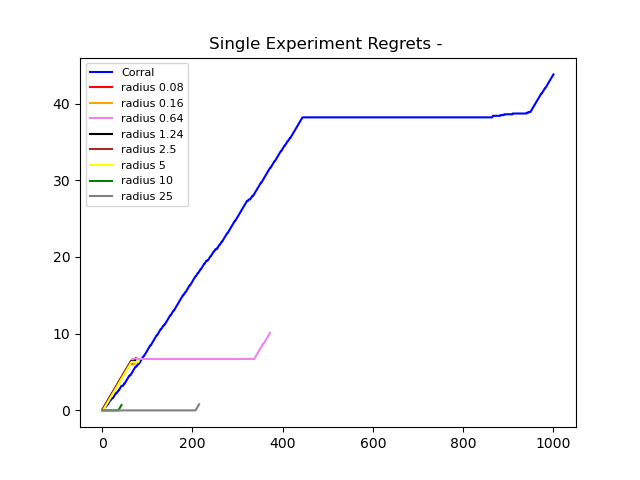 Single Experiment Regrets -
Corral
radius 0.08
radius 0.16
radius 0.64
radius 1.24
radius 2.5
radius 5
radius 10
radius 25
40
30
20
10
0
0 200 400 600 800 1000